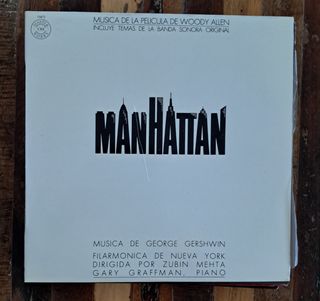 MUSICA DE LA PELICULA DE WOODY ALLEN
INCLUYE TEMAS DE LA BANDA SONORA ORIGINAL
MANHATTAN
MUSICA DE GEORGE GERSHWIN
FILARMONICA DE NUEVA YORK
DIRIGIDA POR ZUBIN MEHTA
GARY GRAFFMAN, PIANO